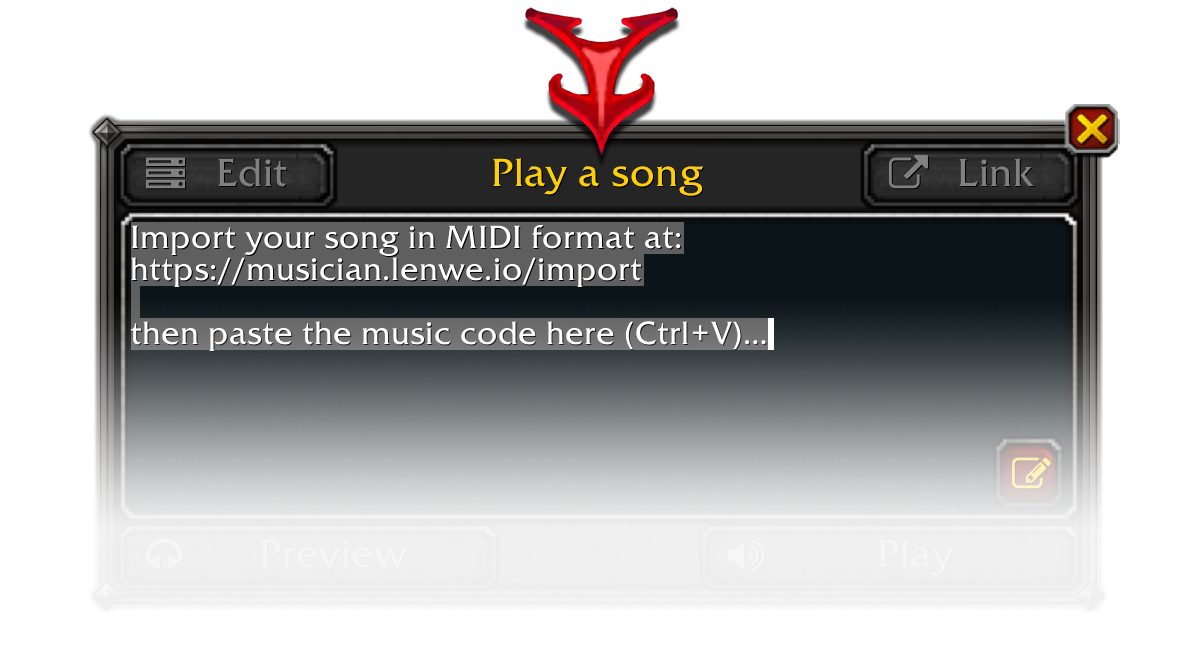 Edit
Play a song
Link
Import your song in MIDI format at:
https://musician.lenwe.io/import
then paste the music code here (Ctrl+V)...
Preview
Play